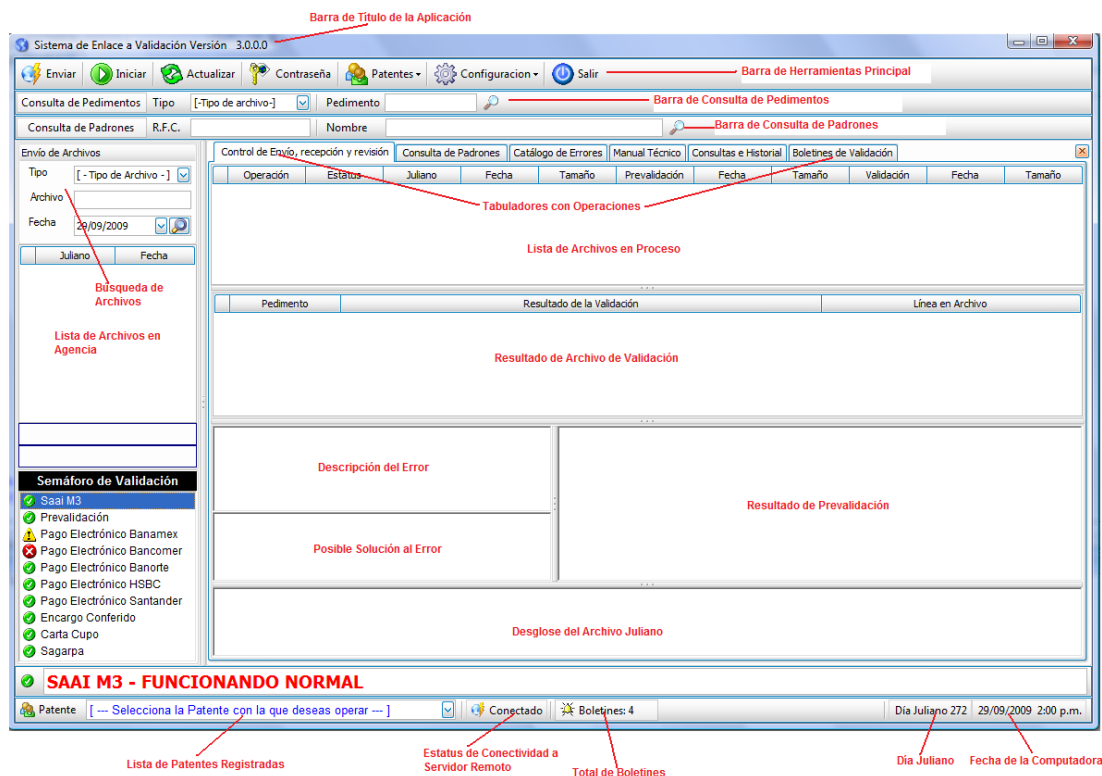 Barra de Título de la Aplicación
Sistema de Enlace a Validación Versión 3.0.0.0
Enviar Iniciar Actualizar Contraseña Patentes Configuracion Salir Barra de Herramientas Principal
Consulta de Pedimentos Tipo [-Tipo de archivo-] Pedimento Barra de Consulta de Pedimentos
Consulta de Padrones R.F.C. Nombre Barra de Consulta de Padrones
Envío de Archivos
Tipo [ - Tipo de Archivo - ]
Archivo
Fecha 29/09/2009
Juliano Fecha
Búsqueda de
Archivos
Lista de Archivos en
Agencia
Control de Envío, recepción y revisión Consulta de Padrones Catálogo de Errores Manual Técnico Consultas e Historial Boletines de Validación
Operación Estatus Juliano Fecha Tamaño Prevalidación Fecha Tamaño Validación Fecha Tamaño
Tabuladores con Operaciones
Lista de Archivos en Proceso
Pedimento Resultado de la Validación Línea en Archivo
Resultado de Archivo de Validación
Descripción del Error
Posible Solución al Error
Resultado de Prevalidación
Desglose del Archivo Juliano
Semáforo de Validación
Saai M3
Prevalidación
Pago Electrónico Banamex
Pago Electrónico Bancomer
Pago Electrónico Banorte
Pago Electrónico HSBC
Pago Electrónico Santander
Encargo Conferido
Carta Cupo
Sagarpa
SAAI M3 - FUNCIONANDO NORMAL
Patente [ --- Selecciona la Patente con la que deseas operar --- ] Conectado Boletines: 4 Día Juliano 272 29/09/2009 2:00 p.m.
Lista de Patentes Registradas
Estatus de Conectividad a
Servidor Remoto
Total de Boletines
Día Juliano
Fecha de la Computadora